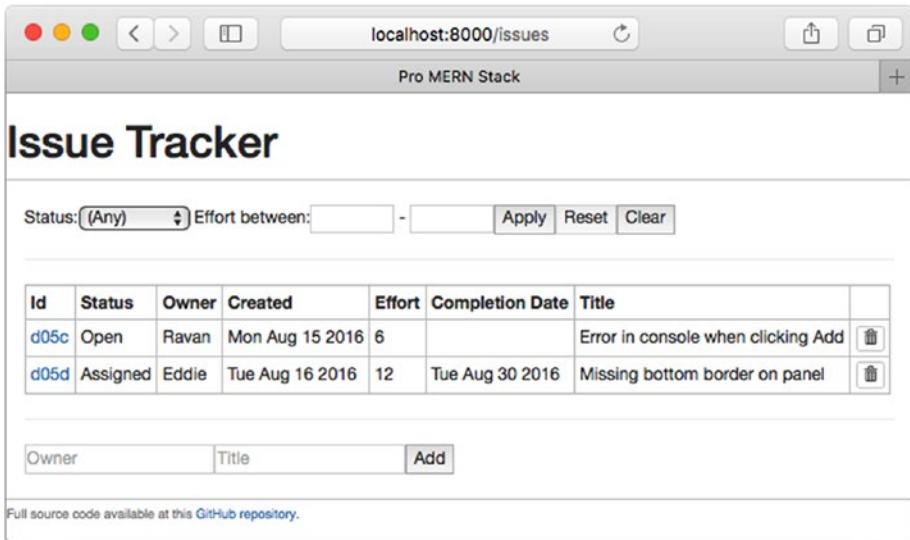 localhost:8000/issues
Pro MERN Stack
Issue Tracker
Status: (Any) Effort between: - Apply Reset Clear
Id Status Owner Created Effort Completion Date Title
d05c Open Ravan Mon Aug 15 2016 6 Error in console when clicking Add
d05d Assigned Eddie Tue Aug 16 2016 12 Tue Aug 30 2016 Missing bottom border on panel
Owner Title Add
Full source code available at this GitHub repository.